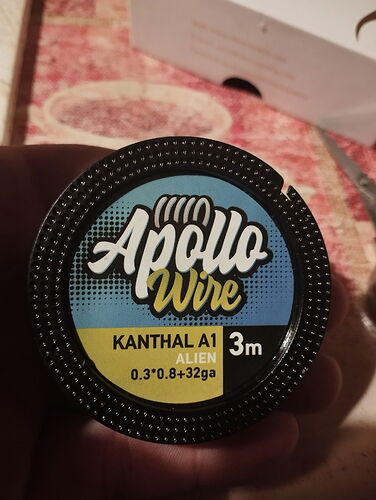 Apollo
Wire
KANTHAL A1
ALIEN
0.3*0.8+32ga
3m